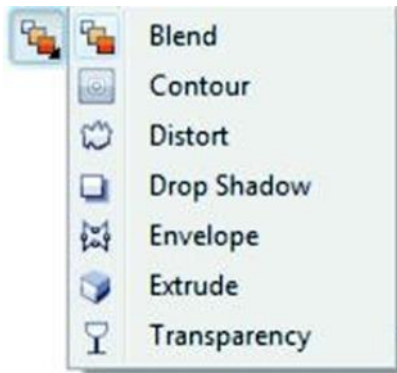 Blend
Contour
Distort
Drop Shadow
Envelope
Extrude
Transparency